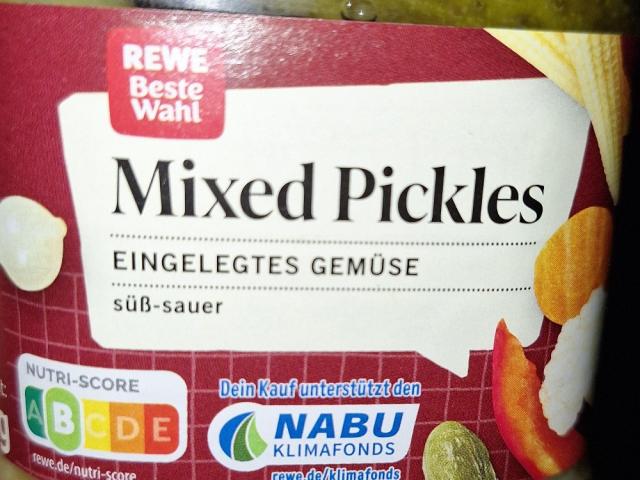 REWE
Beste
Wahl
Mixed Pickles
EINGELEGTES GEMÜSE
süß-sauer
NUTRI-SCORE
A B C D E
rewe.de/nutri-score
Dein Kauf unterstützt den
NABU
KLIMAFONDS
rewe.de/klimafonds